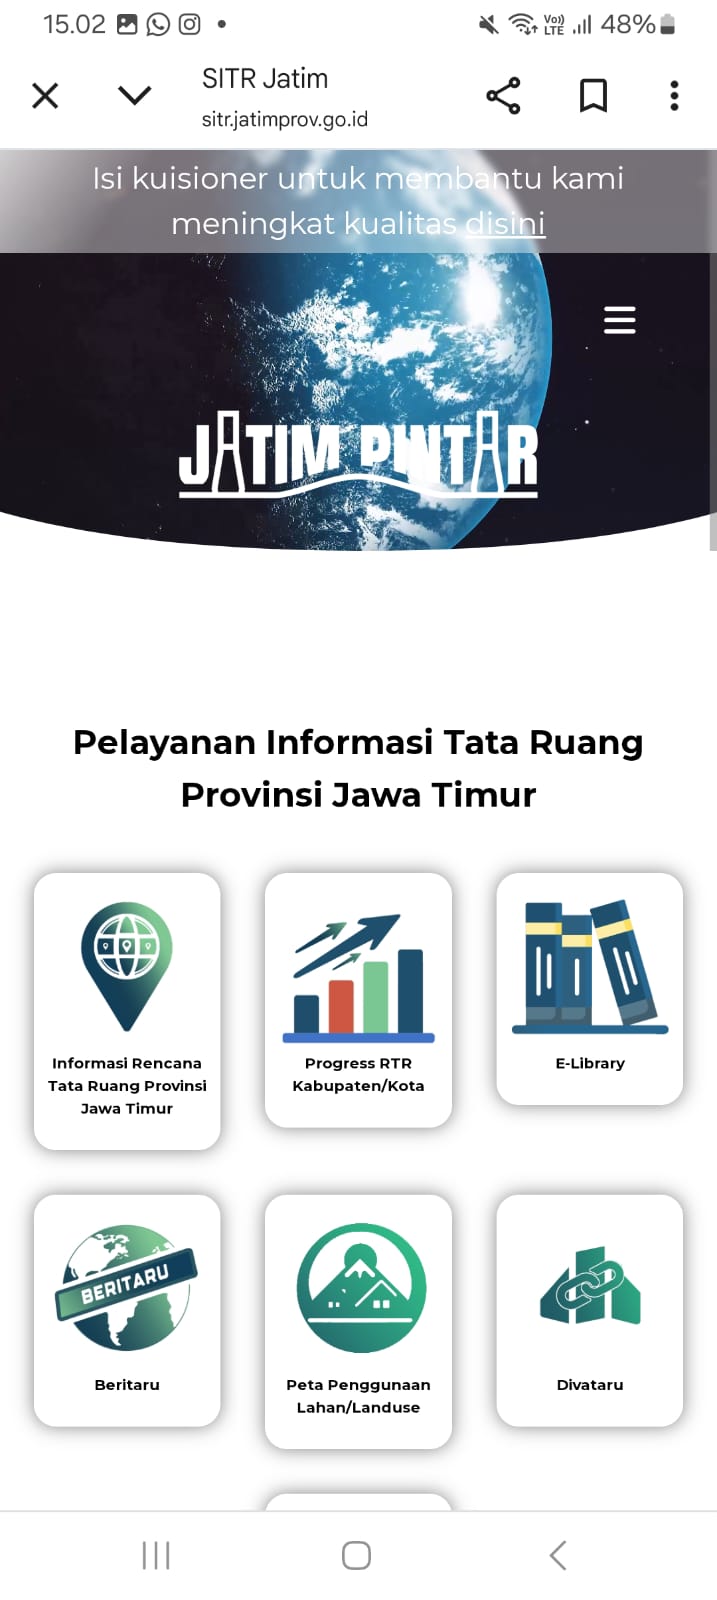 15.02
Vo))
LTE
48%
SITR Jatim
sitr.jatimprov.go.id
Isi kuisioner untuk membantu kami
meningkat kualitas disini
JATIM PINTAR
Pelayanan Informasi Tata Ruang
Provinsi Jawa Timur
Informasi Rencana
Tata Ruang Provinsi
Jawa Timur
Progress RTR
Kabupaten/Kota
E-Library
BERITARU
Beritaru
Peta Penggunaan
Lahan/Landuse
Divataru